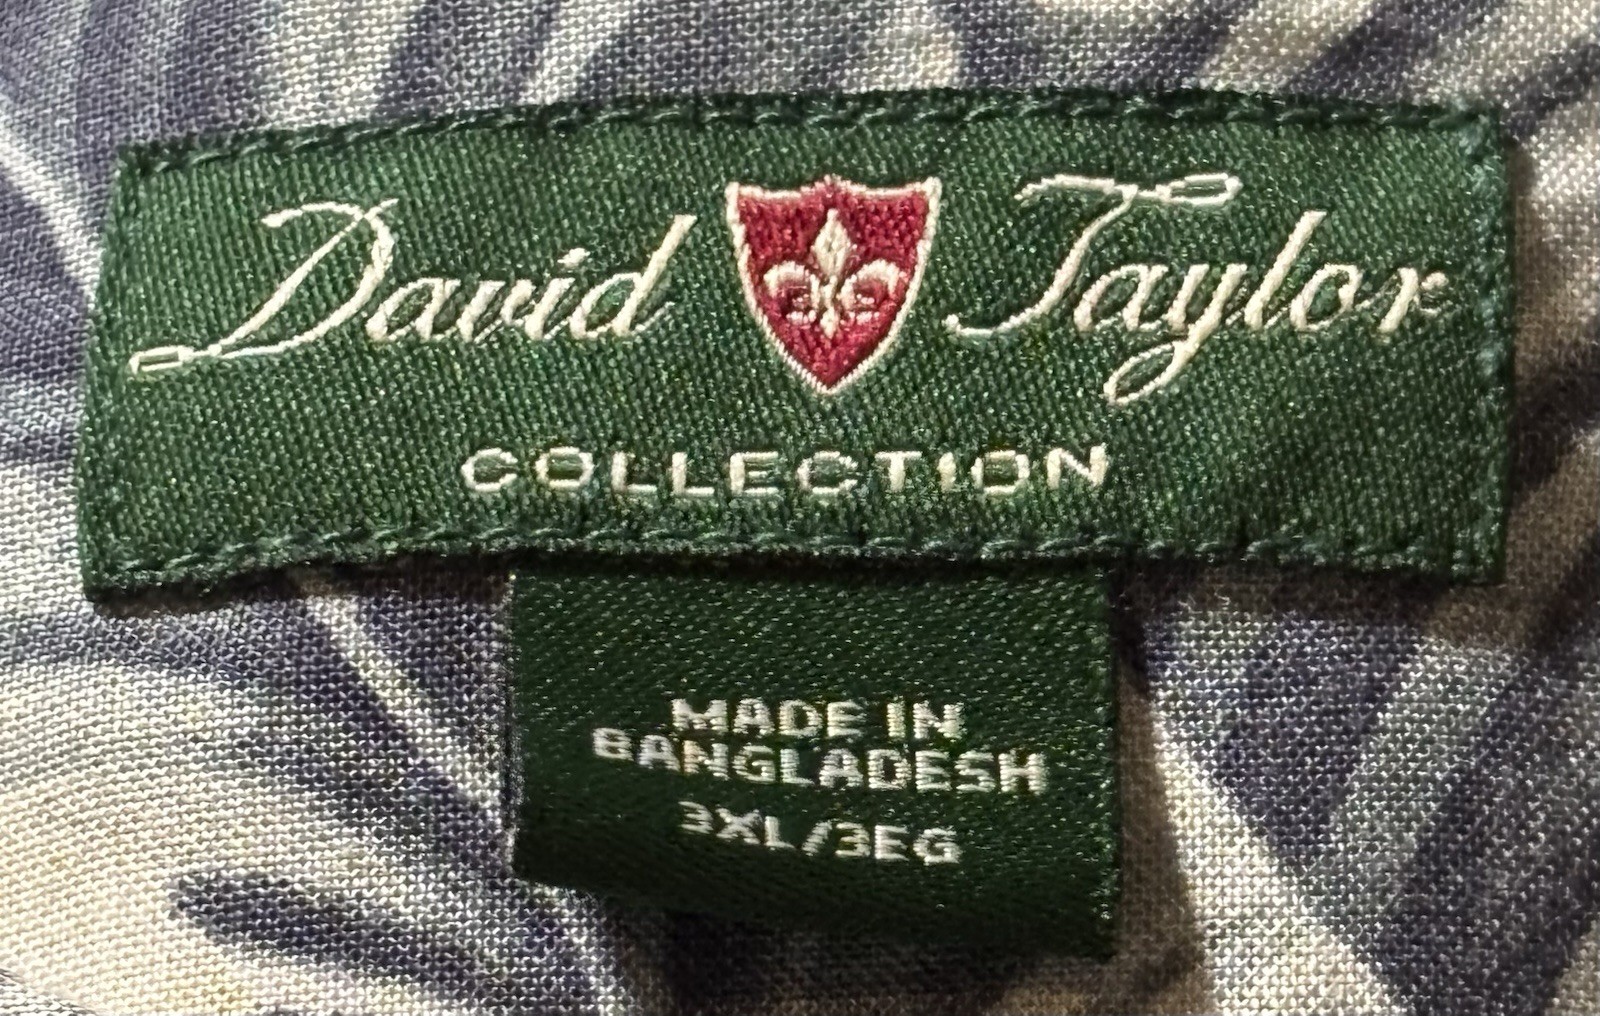 David Taylor
COLLECTION
MADE IN
BANGLADESH
3XL/3EG